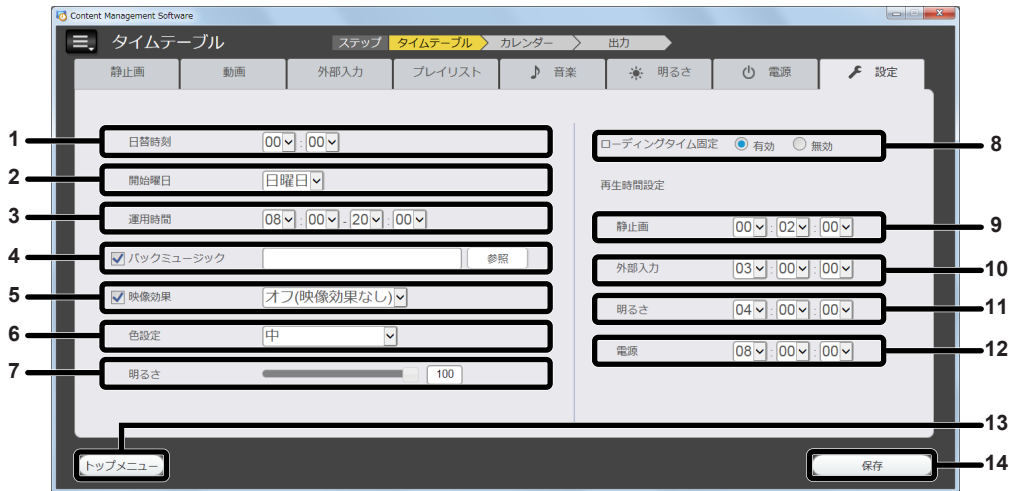 Content Management Software
タイムテーブル ステップ タイムテーブル カレンダー 出力
静止画 動画 外部入力 プレイリスト 音楽 明るさ 電源 設定
1 日替時刻 00 : 00
2 開始曜日 日曜日
3 運用時間 08 : 00 - 20 : 00
4 バックミュージック 参照
5 映像効果 オフ(映像効果なし)
6 色設定 中
7 明るさ 100
ローディングタイム固定 有効 無効 8
再生時間設定
静止画 00 : 02 : 00 9
外部入力 03 : 00 : 00 10
明るさ 04 : 00 : 00 11
電源 08 : 00 : 00 12
13
トップメニュー 保存 14